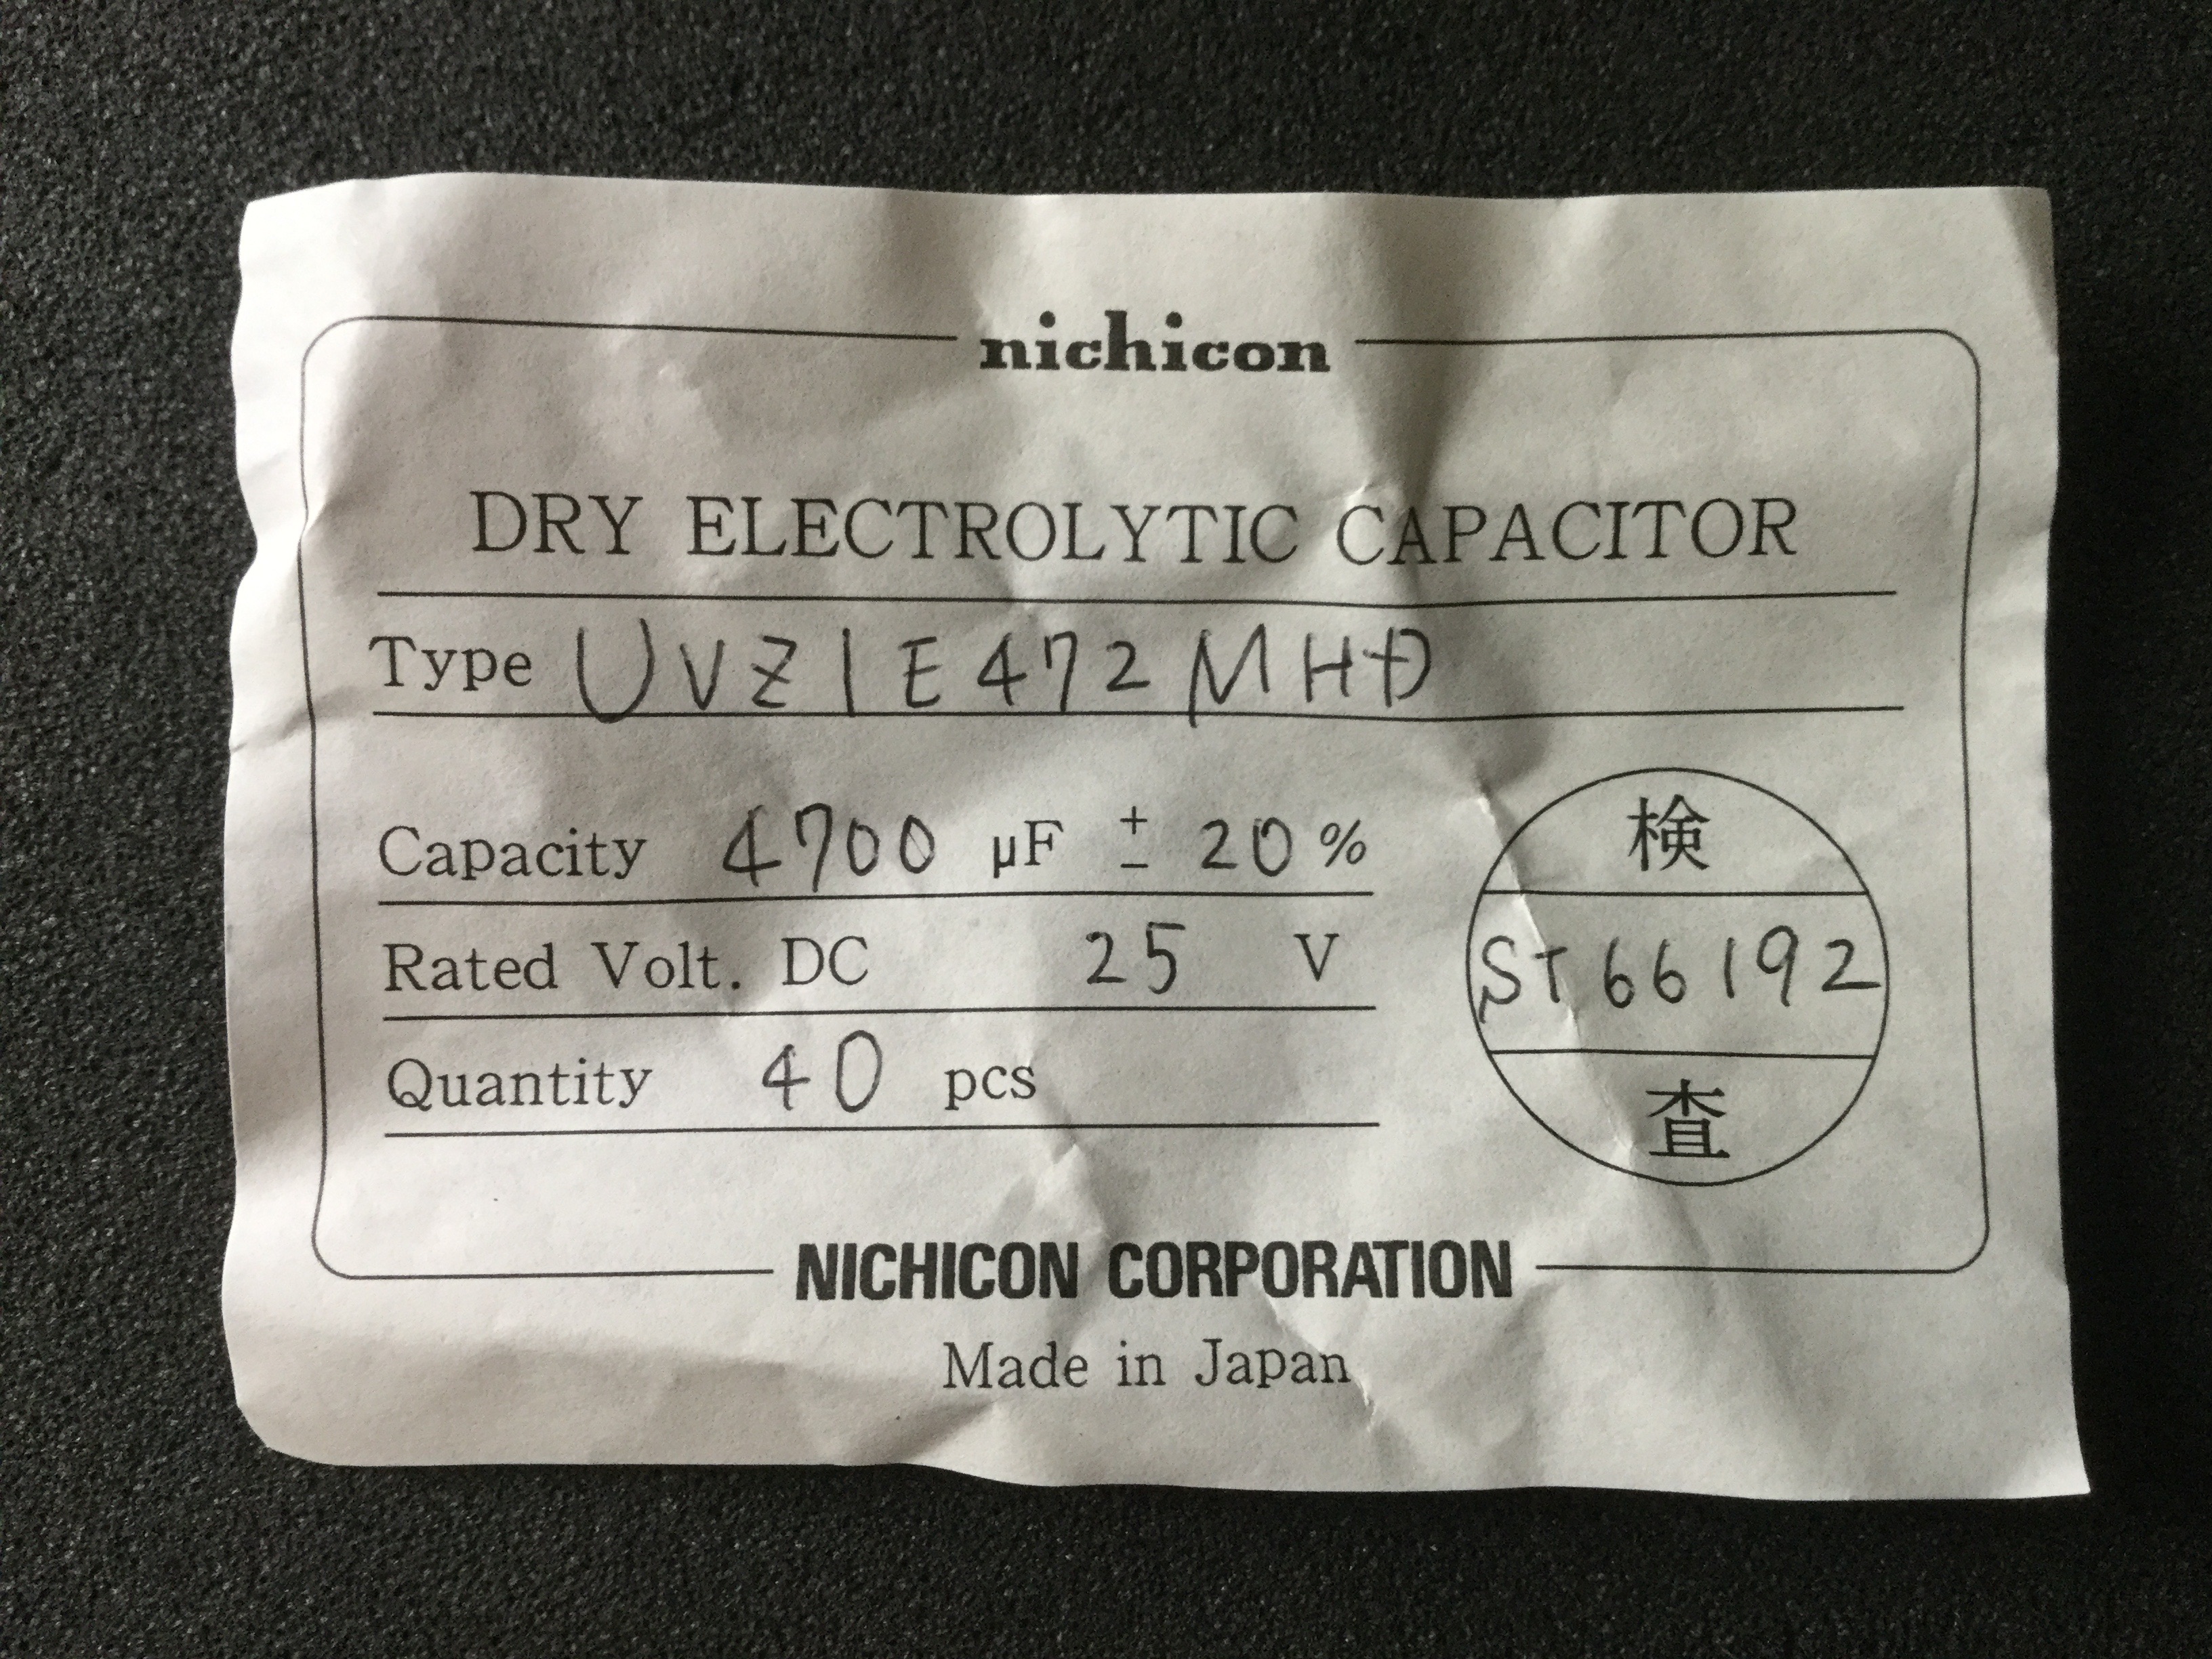 nichicon
DRY ELECTROLYTIC CAPACITOR
Type UVZ1E472MHD
Capacity 4700 µF ± 20%
Rated Volt. DC 25 V
Quantity 40 pcs
検
ST66192
査
NICHICON CORPORATION
Made in Japan